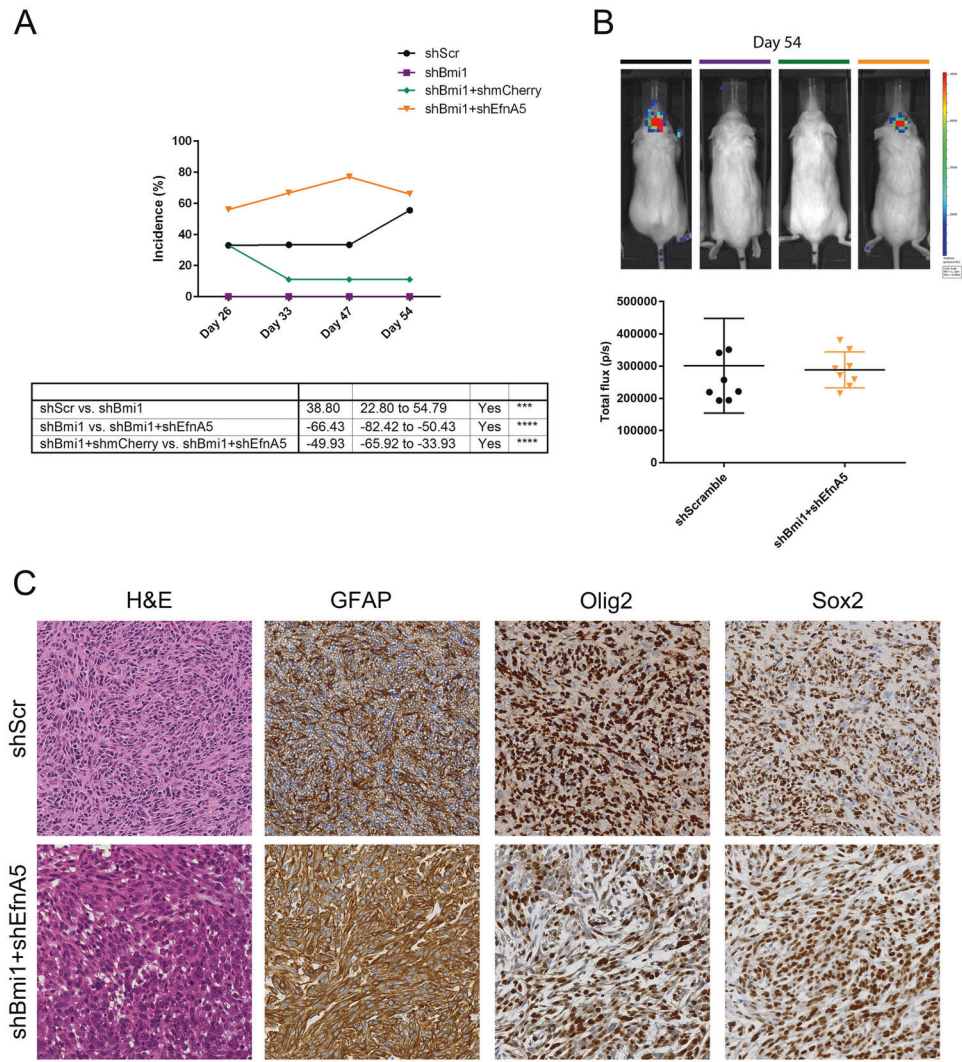 A
shScr
shBmi1
shBmi1+shmCherry
shBmi1+shEfnA5
100
80
60
40
20
0
Incidence (%)
Day 26
Day 33
Day 47
Day 54
shScr vs. shBmi1 38.80 22.80 to 54.79 Yes ***
shBmi1 vs. shBmi1+shEfnA5 -66.43 -82.42 to -50.43 Yes ****
shBmi1+shmCherry vs. shBmi1+shEfnA5 -49.93 -65.92 to -33.93 Yes ****
B
Day 54
500000
400000
300000
200000
100000
0
Total flux (p/s)
shScramble
shBmi1+shEfnA5
C
H&E
GFAP
Olig2
Sox2
shScr
shBmi1+shEfnA5